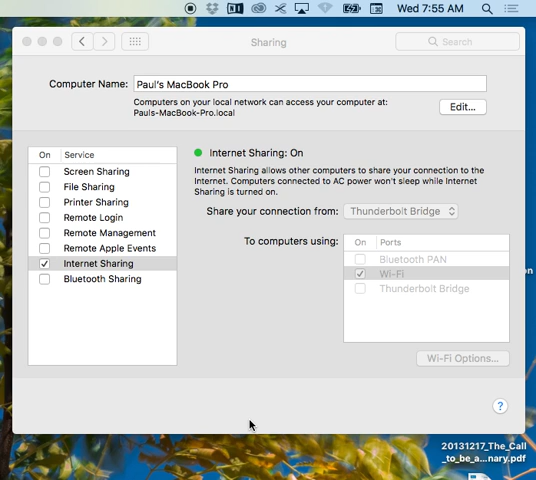 Wed 7:55 AM
Sharing
Search
Computer Name:
Paul's MacBook Pro
Computers on your local network can access your computer at:
Pauls-MacBook-Pro.local
Edit...
On Service
Screen Sharing
File Sharing
Printer Sharing
Remote Login
Remote Management
Remote Apple Events
Internet Sharing
Bluetooth Sharing
Internet Sharing: On
Internet Sharing allows other computers to share your connection to the
Internet. Computers connected to AC power won't sleep while Internet
Sharing is turned on.
Share your connection from: Thunderbolt Bridge
To computers using:
On Ports
Bluetooth PAN
Wi-Fi
Thunderbolt Bridge
Wi-Fi Options...
?
on
20131217_The_Call
_to_be_a...nary.pdf